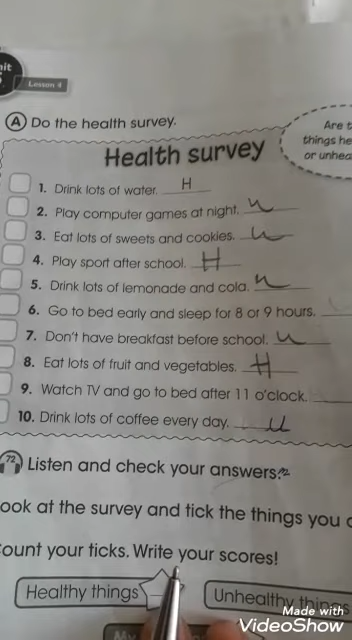 Lesson 4
A Do the health survey.
Are t
things he
or unhea
Health survey
1. Drink lots of water. H
2. Play computer games at night. u
3. Eat lots of sweets and cookies. u
4. Play sport after school. H
5. Drink lots of lemonade and cola. u
6. Go to bed early and sleep for 8 or 9 hours.
7. Don't have breakfast before school. u
8. Eat lots of fruit and vegetables. H
9. Watch TV and go to bed after 11 o'clock.
10. Drink lots of coffee every day. u
72 Listen and check your answers.
ook at the survey and tick the things you
ount your ticks. Write your scores!
Healthy things
Unhealthy things
My
Made with
VideoShow